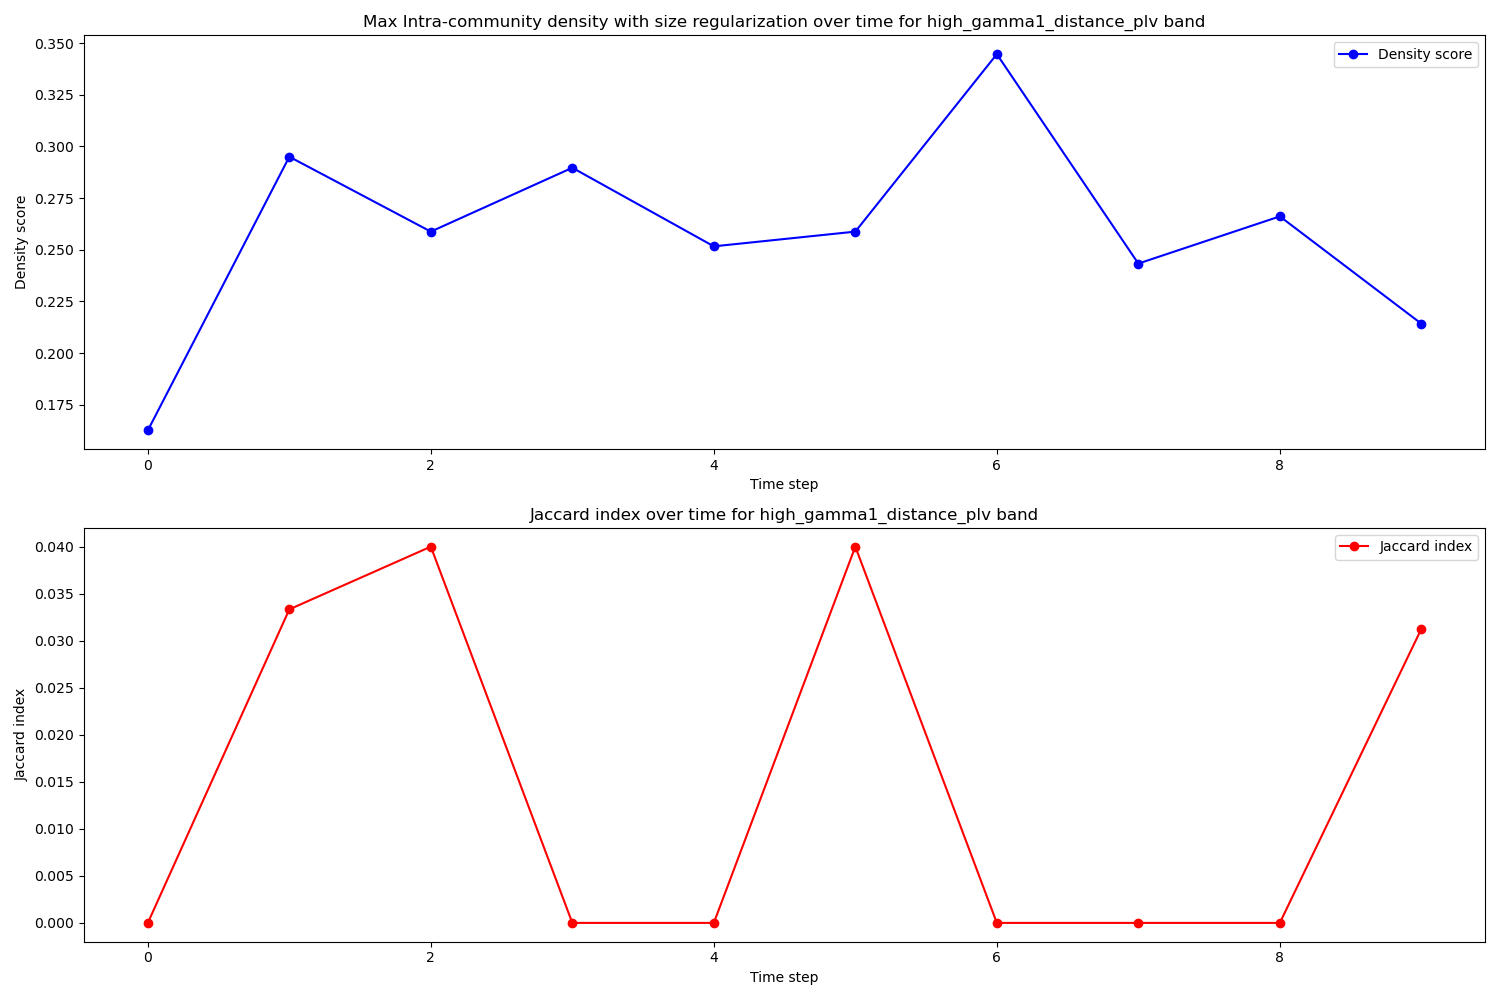 Max Intra-community density with size regularization over time for high_gamma1_distance_plv band
Density score
0.350
0.325
0.300
0.275
0.250
0.225
0.200
0.175
Density score
0 2 4 6 8
Time step
Jaccard index over time for high_gamma1_distance_plv band
Jaccard index
0.040
0.035
0.030
0.025
0.020
0.015
0.010
0.005
0.000
Jaccard index
0 2 4 6 8
Time step